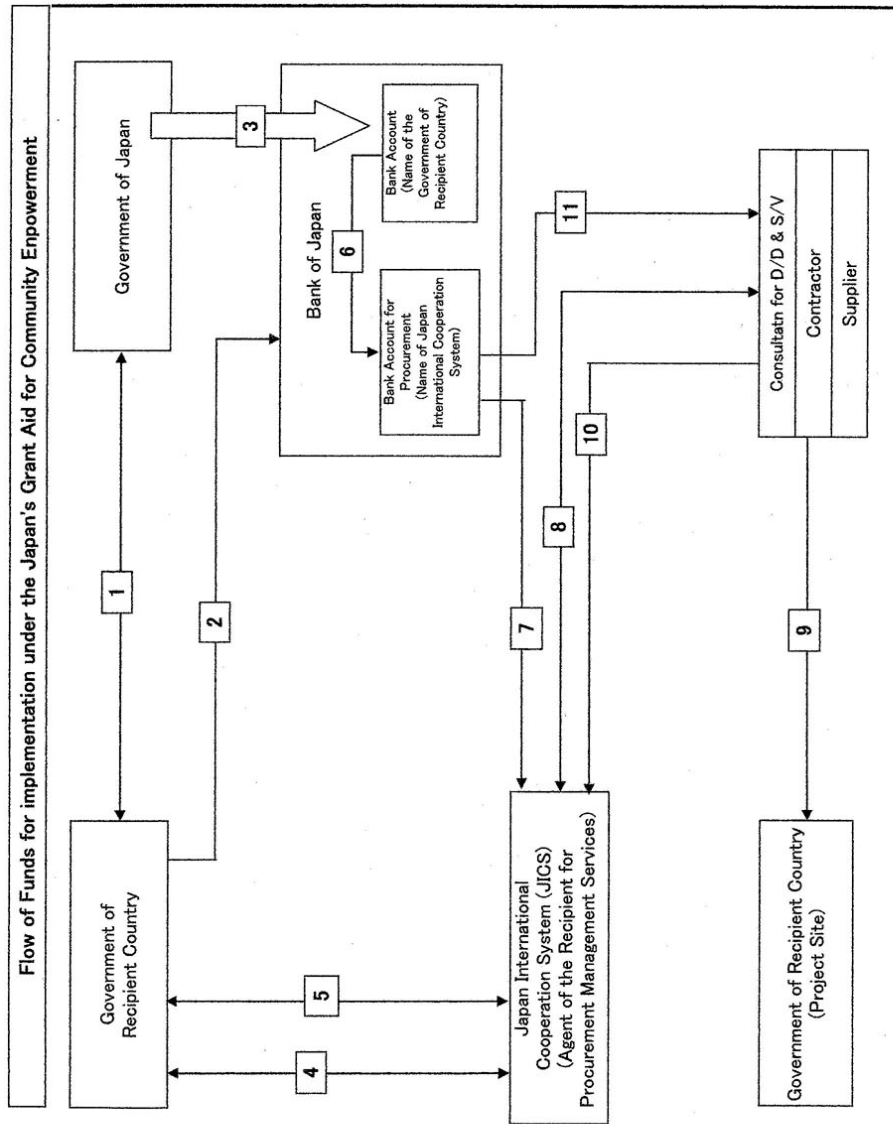 Flow of Funds for implementation under the Japan's Grant Aid for Community Enpowerment
Government of
Recipient Country
1
Government of Japan
2
3
Bank of Japan
Bank Account
(Name of the
Government of
Recipient Country)
6
Bank Account for
Procurement
(Name of Japan
International Cooperation
System)
4
5
7
11
Japan International
Cooperation System (JICS)
(Agent of the Recipient for
Procurement Management Services)
8
10
Consultatn for D/D & S/V
Contractor
Supplier
9
Government of Recipient Country
(Project Site)